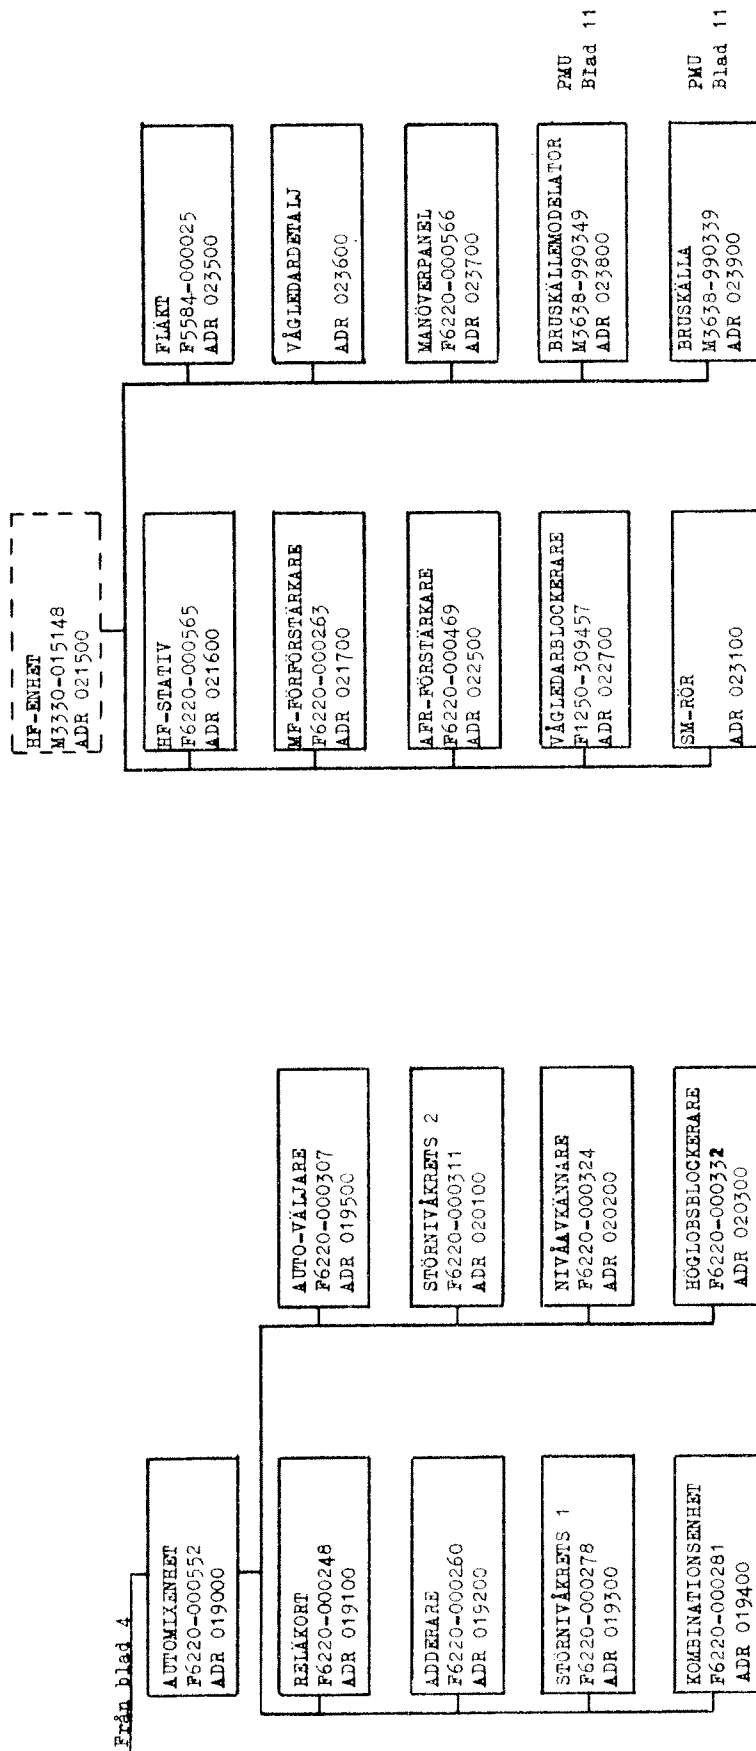 Från blad 4
AUTOMIXENHET
F6220-000552
ADR 019000
RELÄKORT
F6220-000248
ADR 019100
ADDERARE
F6220-000260
ADR 019200
STÖRNIVÅKRETS 1
F6220-000278
ADR 019300
KOMBINATIONSENHET
F6220-000281
ADR 019400
AUTO-VÄLJARE
F6220-000307
ADR 019500
STÖRNIVÅKRETS 2
F6220-000311
ADR 020100
NIVÅAVKÄNNARE
F6220-000324
ADR 020200
HÖGLOBSBLOCKERARE
F6220-000332
ADR 020300
HF-ENHET
M3330-015148
ADR 021500
HF-STATIV
F6220-000565
ADR 021600
MF-FÖRFÖRSTÄRKARE
F6220-000263
ADR 021700
AFR-FÖRSTÄRKARE
F6220-000469
ADR 022500
VÅGLEDARBLOCKERARE
F1250-309457
ADR 022700
SM-RÖR
ADR 023100
FLÄKT
F5584-000025
ADR 023500
VÅGLEDARDETALJ
ADR 023600
MANÖVERPANEL
F6220-000566
ADR 023700
BRUSKÄLLEMODELATOR
M3638-990349
ADR 023800
PMU
Blad 11
BRUSKÄLLA
M3638-990339
ADR 023900
PMU
Blad 11